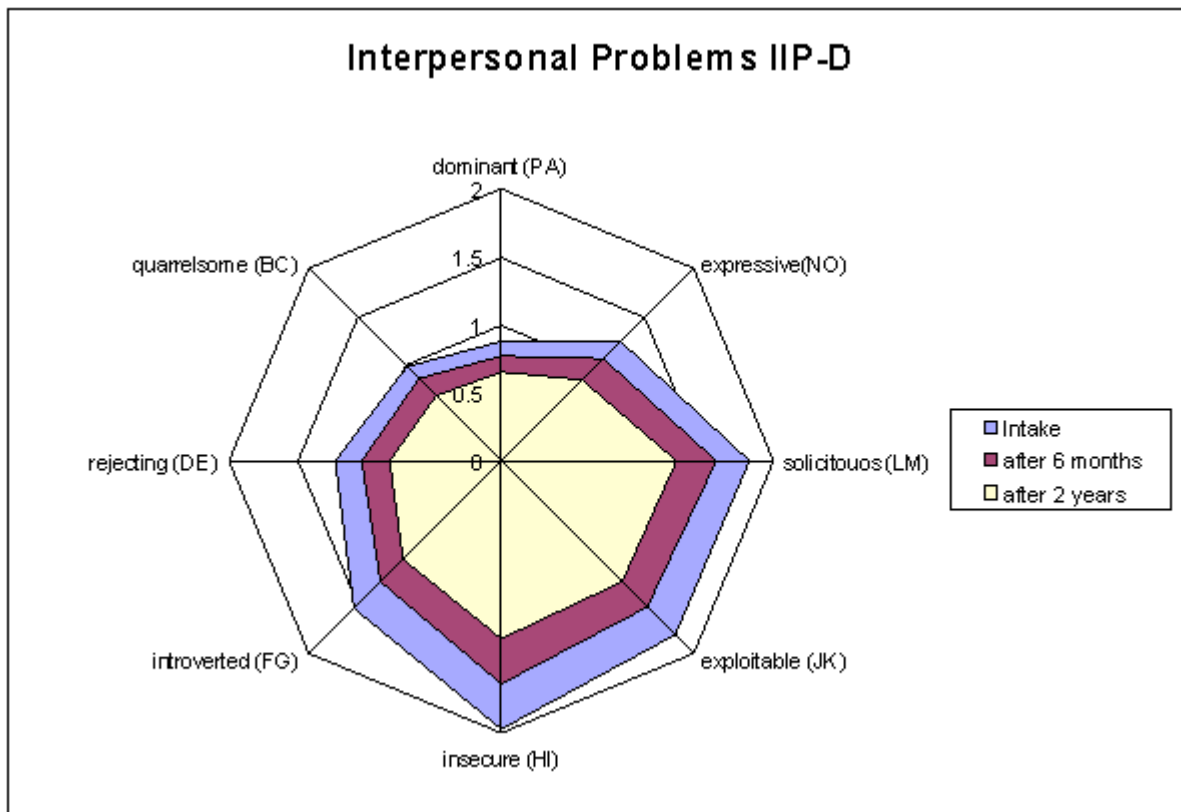 Interpersonal Problems IIP-D
dominant (PA)
2
quarrelsome (BC)
expressive(NO)
1.5
1
0.5
rejecting (DE)
0
solicitouos (LM)
introverted (FG)
exploitable (JK)
insecure (HI)
Intake
after 6 months
after 2 years